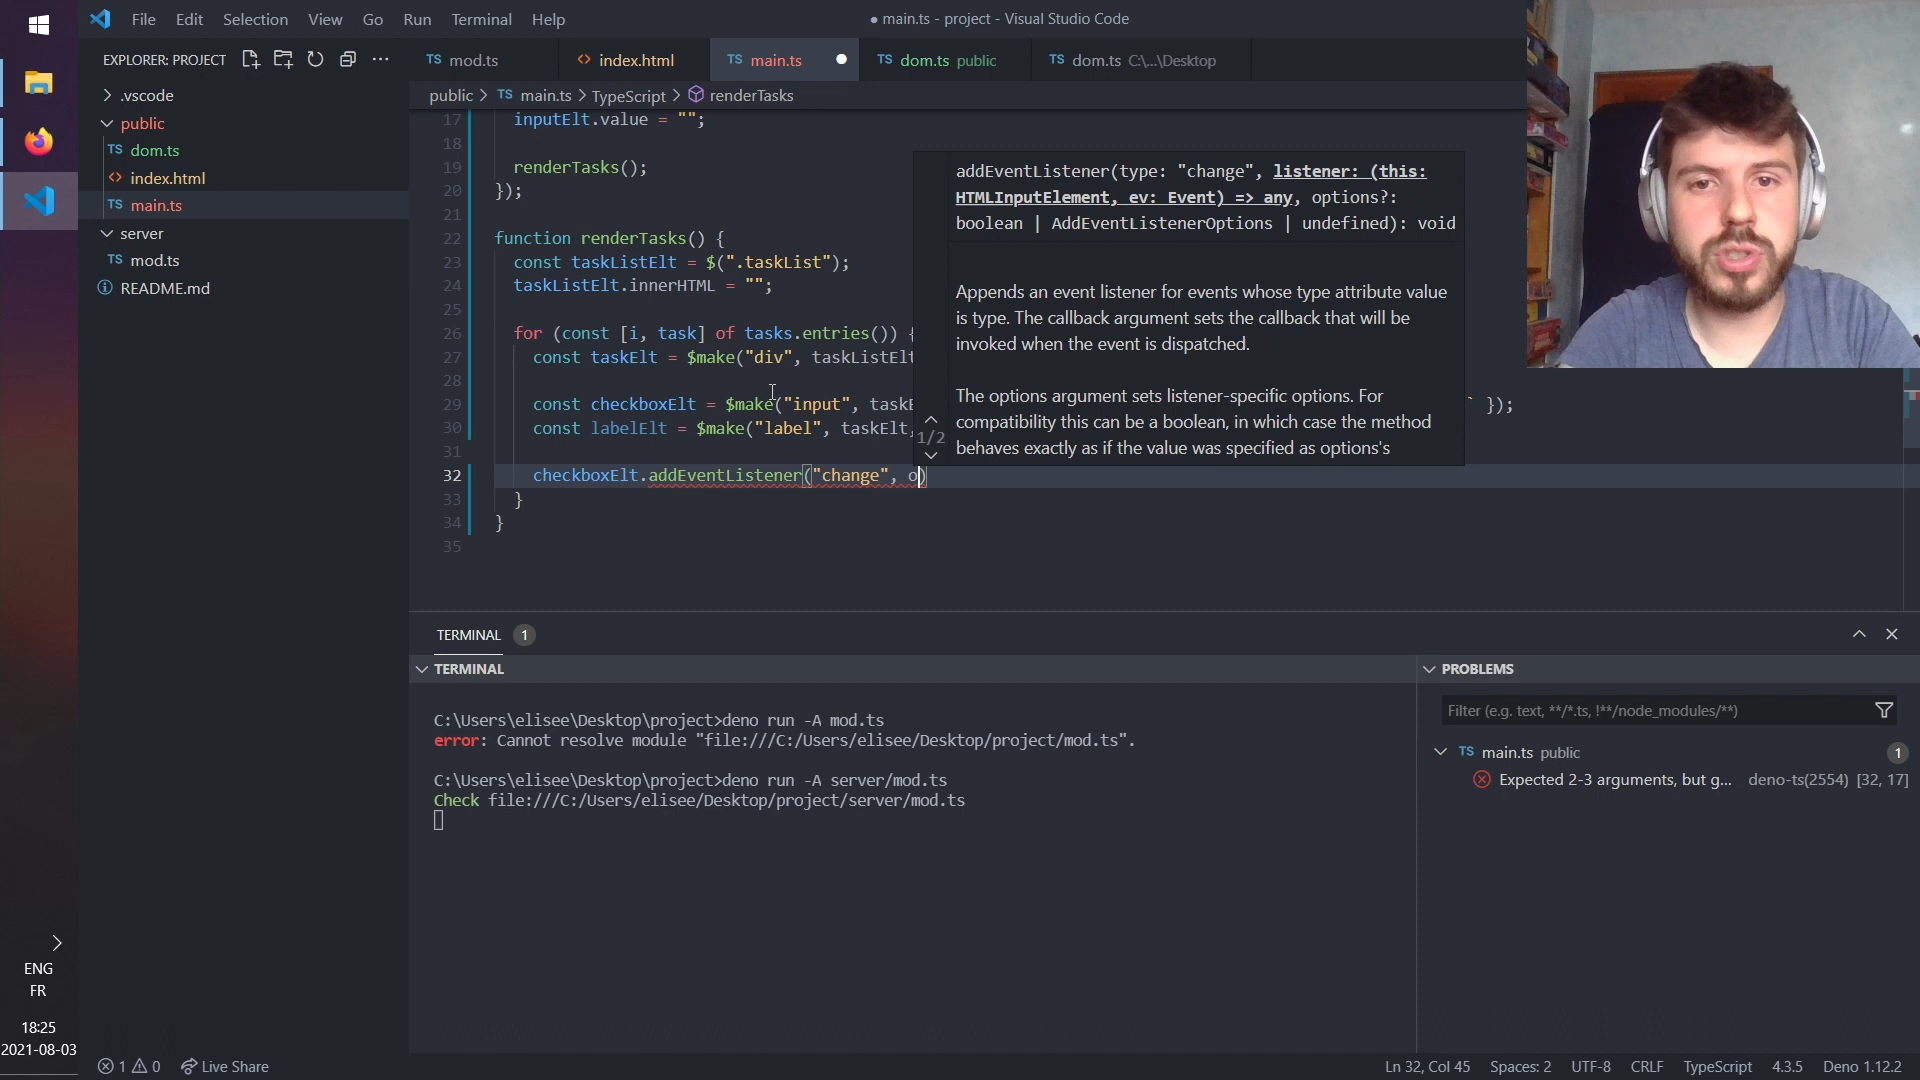 File Edit Selection View Go Run Terminal Help
● main.ts - project - Visual Studio Code
EXPLORER: PROJECT
.vscode
public
TS dom.ts
<> index.html
TS main.ts
server
TS mod.ts
README.md
TS mod.ts
<> index.html
TS main.ts
TS dom.ts public
TS dom.ts C:\...\Desktop
public > TS main.ts > TypeScript > renderTasks
17 inputElt.value = "";
18
19 renderTasks();
20 });
21
22 function renderTasks() {
23 const taskListElt = $(".taskList");
24 taskListElt.innerHTML = "";
25
26 for (const [i, task] of tasks.entries()) {
27 const taskElt = $make("div", taskListElt
28
29 const checkboxElt = $make("input", taskE ` });
30 const labelElt = $make("label", taskElt,
31
32 checkboxElt.addEventListener("change", o)
33 }
34 }
35
addEventListener(type: "change", listener: (this:
HTMLInputElement, ev: Event) => any, options?:
boolean | AddEventListenerOptions | undefined): void
Appends an event listener for events whose type attribute value
is type. The callback argument sets the callback that will be
invoked when the event is dispatched.
The options argument sets listener-specific options. For
compatibility this can be a boolean, in which case the method
behaves exactly as if the value was specified as options's
1/2
TERMINAL 1
TERMINAL
C:\Users\elisee\Desktop\project>deno run -A mod.ts
error: Cannot resolve module "file:///C:/Users/elisee/Desktop/project/mod.ts".
C:\Users\elisee\Desktop\project>deno run -A server/mod.ts
Check file:///C:/Users/elisee/Desktop/project/server/mod.ts
PROBLEMS
Filter (e.g. text, **/*.ts, !**/node_modules/**)
TS main.ts public 1
Expected 2-3 arguments, but g... deno-ts(2554) [32, 17]
ENG
FR
18:25
2021-08-03
1 0 Live Share
Ln 32, Col 45 Spaces: 2 UTF-8 CRLF TypeScript 4.3.5 Deno 1.12.2